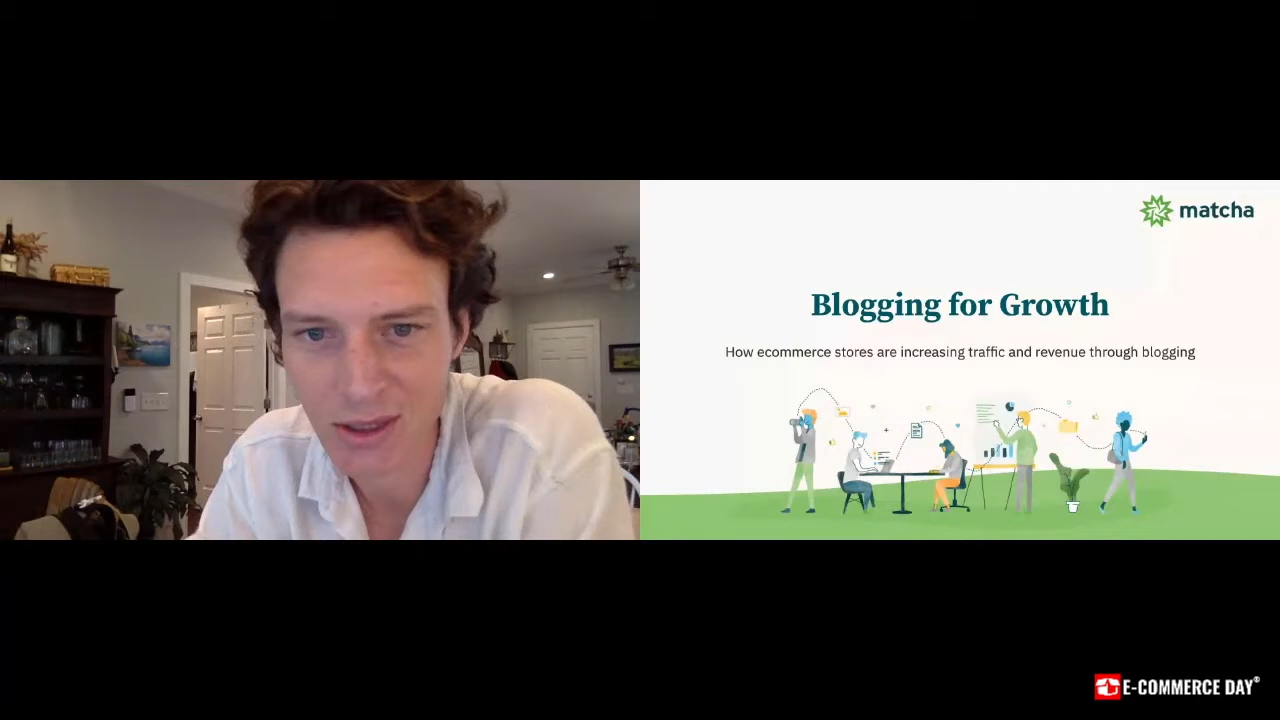 matcha
Blogging for Growth
How ecommerce stores are increasing traffic and revenue through blogging
E-COMMERCE DAY®